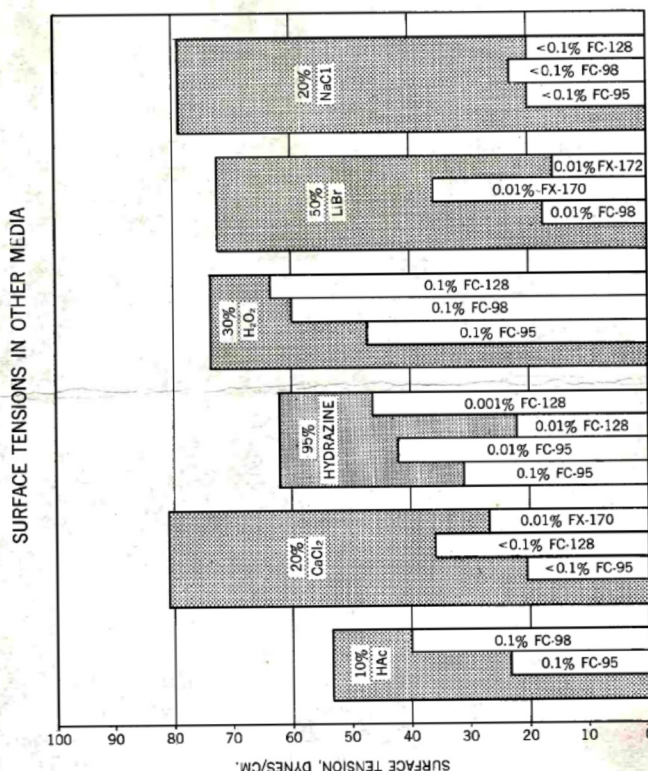 SURFACE TENSIONS IN OTHER MEDIA
20%
NaCl
<0.1% FC-128
<0.1% FC-98
<0.1% FC-95
50%
LiBr
0.01% FX-172
0.01% FX-170
0.01% FC-98
30%
H₂O₂
0.1% FC-128
0.1% FC-98
0.1% FC-95
95%
HYDRAZINE
0.001% FC-128
0.01% FC-128
0.01% FC-95
0.1% FC-95
20%
CaCl₂
0.01% FX-170
<0.1% FC-128
<0.1% FC-95
10%
HAc
0.1% FC-98
0.1% FC-95
100 90 80 70 60 50 40 30 20 10 0
SURFACE TENSION, DYNES/CM.